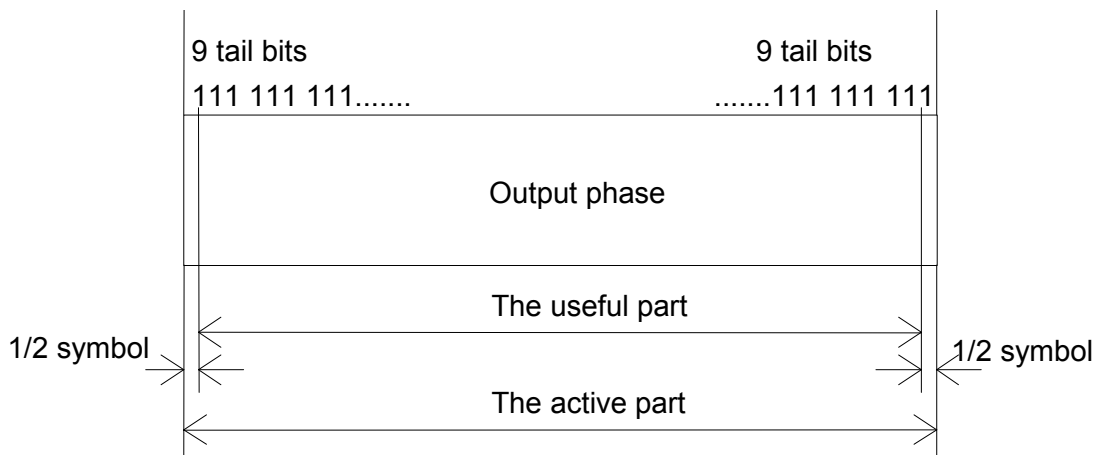 9 tail bits 9 tail bits
111 111 111....... .......111 111 111
Output phase
The useful part
1/2 symbol 1/2 symbol
The active part